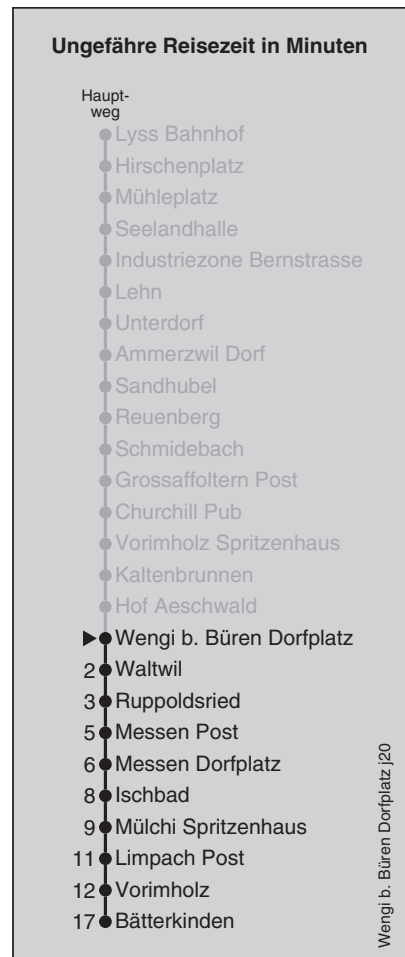 Ungefähre Reisezeit in Minuten
Haupt-
weg
Lyss Bahnhof
Hirschenplatz
Mühleplatz
Seelandhalle
Industriezone Bernstrasse
Lehn
Unterdorf
Ammerzwil Dorf
Sandhubel
Reuenberg
Schmidebach
Grossaffoltern Post
Churchill Pub
Vorimholz Spritzenhaus
Kaltenbrunnen
Hof Aeschwald
Wengi b. Büren Dorfplatz
2 Waltwil
3 Ruppoldsried
5 Messen Post
6 Messen Dorfplatz
8 Ischbad
9 Mülchi Spritzenhaus
11 Limpach Post
12 Vorimholz
17 Bätterkinden
Wengi b. Büren Dorfplatz j20